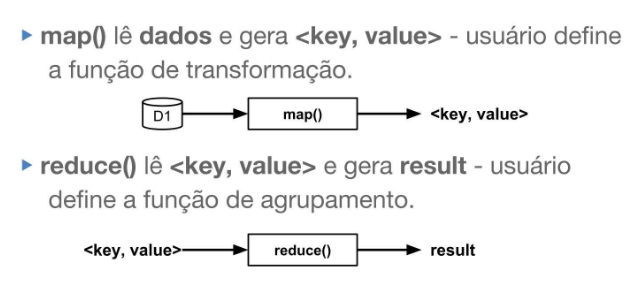 ▸ map() lê dados e gera <key, value> - usuário define
a função de transformação.
D1 map() <key, value>
▸ reduce() lê <key, value> e gera result - usuário
define a função de agrupamento.
<key, value> reduce() result